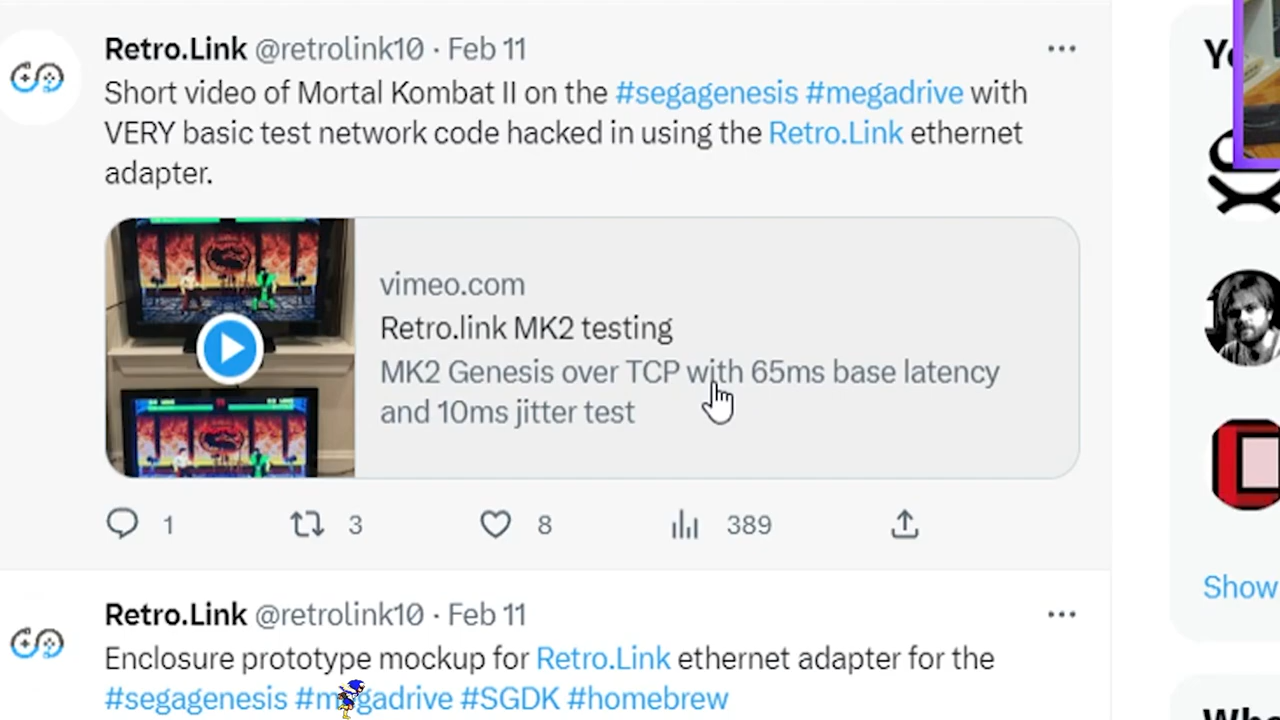 Retro.Link @retrolink10 · Feb 11
Short video of Mortal Kombat II on the #segagenesis #megadrive with
VERY basic test network code hacked in using the Retro.Link ethernet
adapter.
vimeo.com
Retro.link MK2 testing
MK2 Genesis over TCP with 65ms base latency
and 10ms jitter test
1 3 8 389
Retro.Link @retrolink10 · Feb 11
Enclosure prototype mockup for Retro.Link ethernet adapter for the
#segagenesis #megadrive #SGDK #homebrew
Show